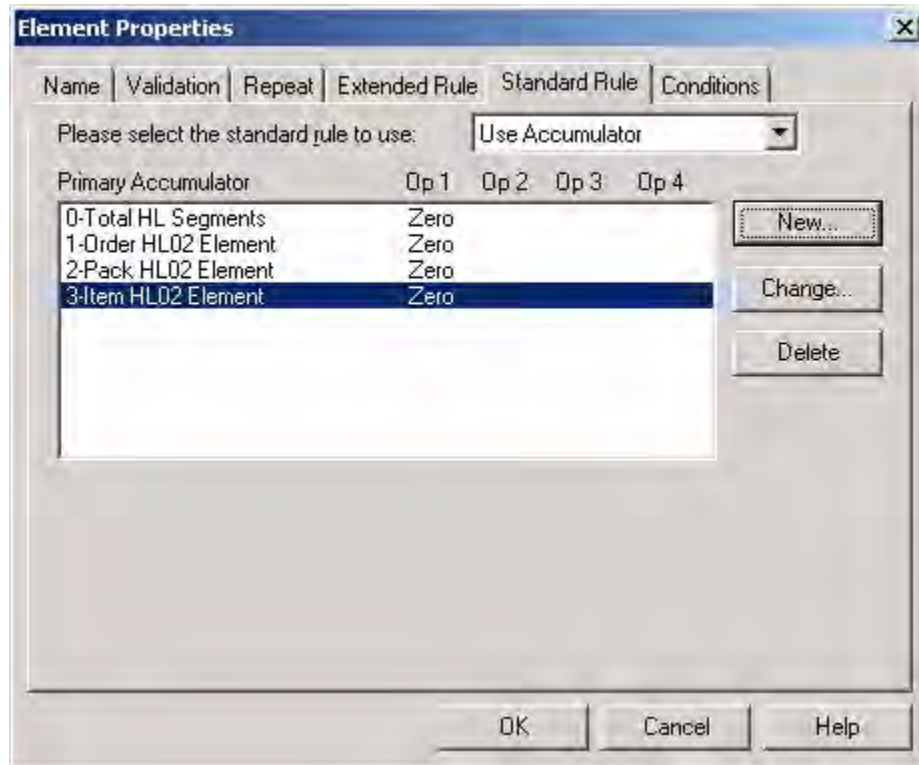 Element Properties
Name Validation Repeat Extended Rule Standard Rule Conditions
Please select the standard rule to use: Use Accumulator
Primary Accumulator Op 1 Op 2 Op 3 Op 4
0-Total HL Segments Zero
1-Order HL02 Element Zero
2-Pack HL02 Element Zero
3-Item HL02 Element Zero
New...
Change...
Delete
OK Cancel Help